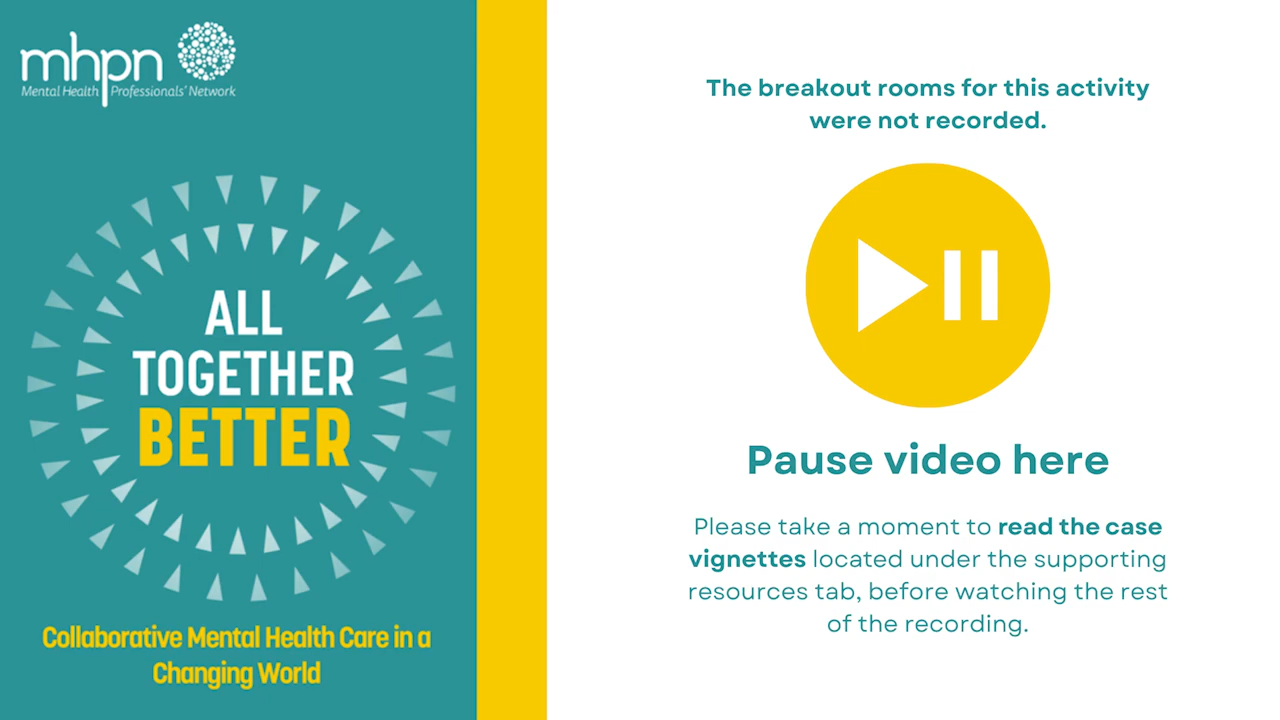 mhpn
Mental Health Professionals' Network
ALL
TOGETHER
BETTER
Collaborative Mental Health Care in a
Changing World
The breakout rooms for this activity
were not recorded.
Pause video here
Please take a moment to read the case
vignettes located under the supporting
resources tab, before watching the rest
of the recording.